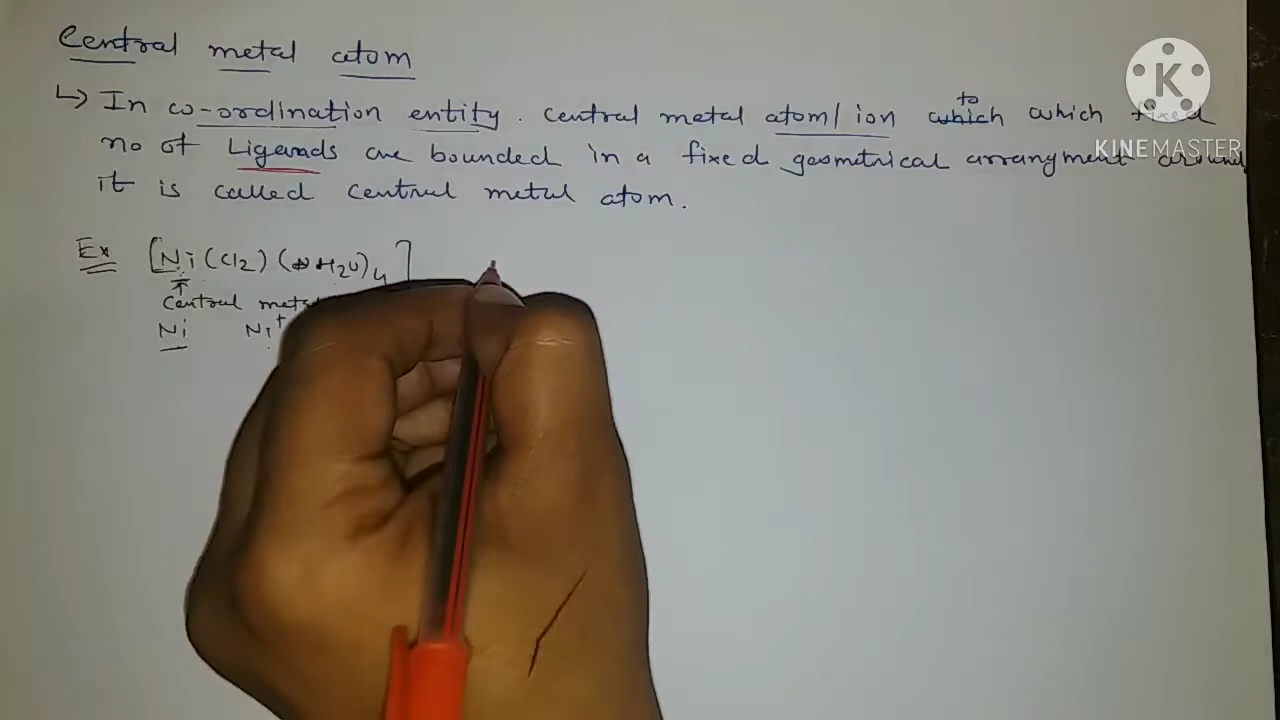 Central metal atom
↳ In co-ordination entity. central metal atom/ion which to which fixed
no of Ligands are bounded in a fixed geometrical arrangment around
it is called central metal atom.
Ex [Ni(Cl2)(H2O)4]
Central
Ni Ni+
K
KINEMASTER